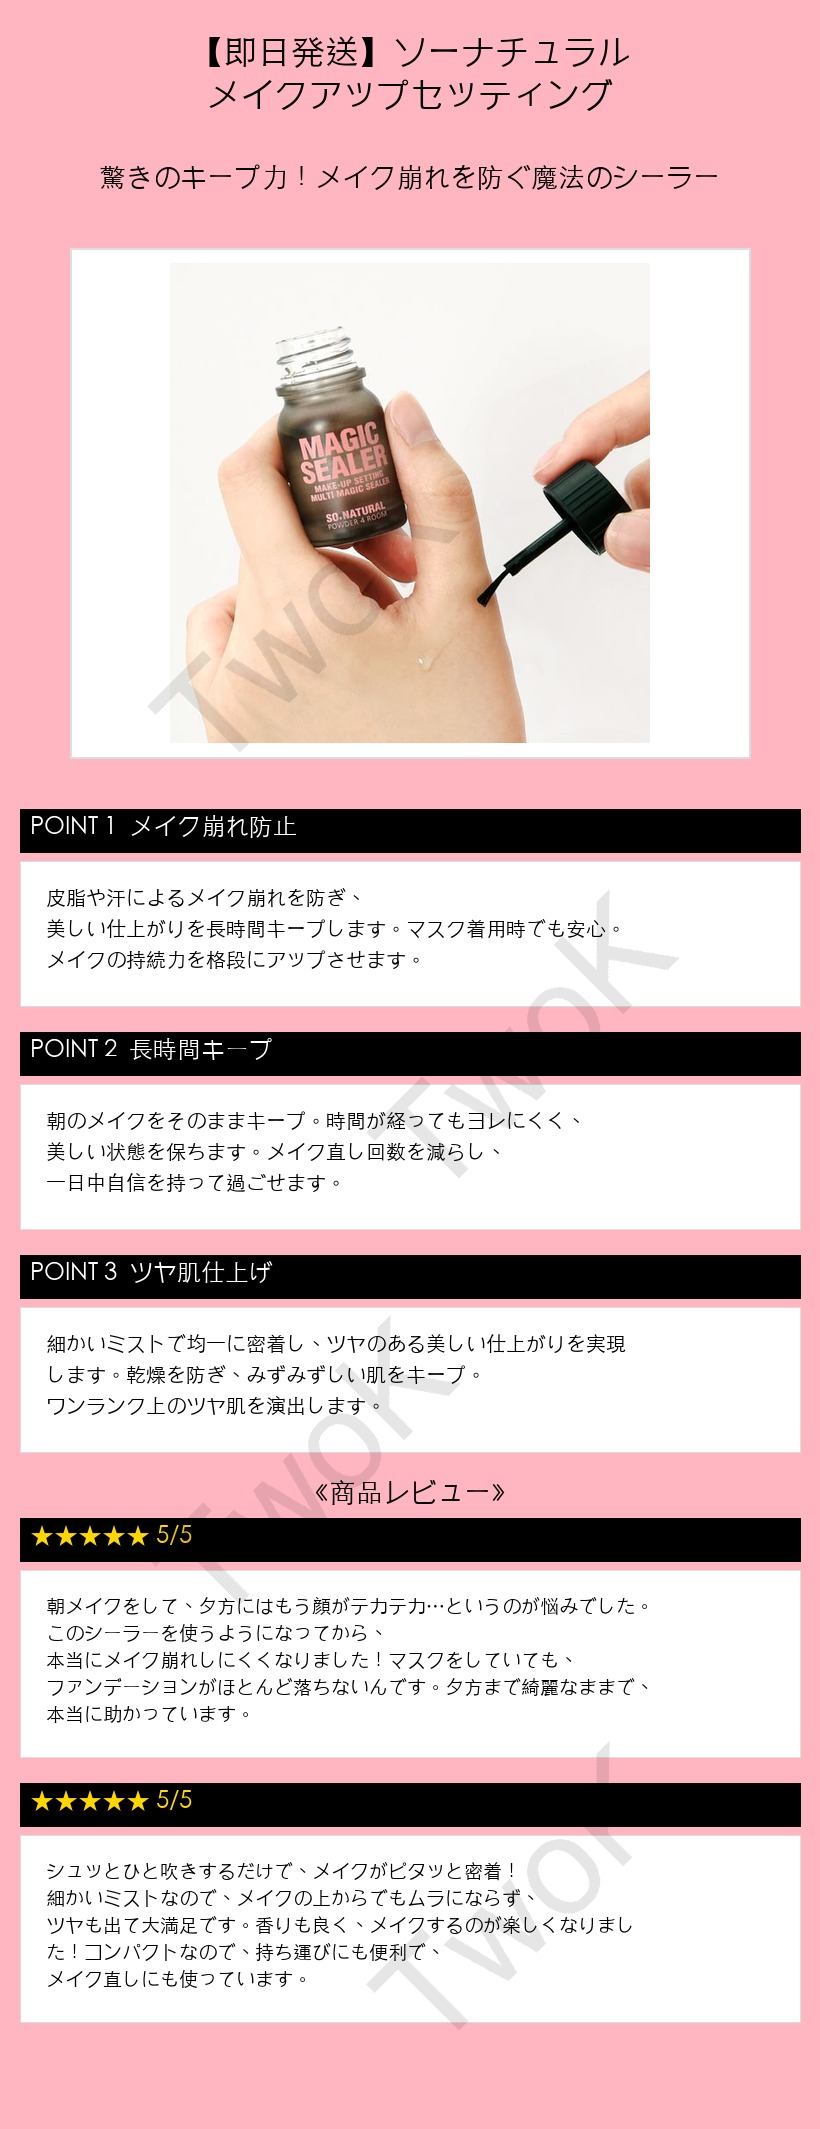 【即日発送】ソーナチュラル
メイクアップセッティング
驚きのキープ力！メイク崩れを防ぐ魔法のシーラー
MAGIC
SEALER
MAKE-UP SETTING
MULTI MAGIC SEALER
SO.NATURAL
POWDER 4 ROOM
TwoK
POINT 1 メイク崩れ防止
皮脂や汗によるメイク崩れを防ぎ、
美しい仕上がりを長時間キープします。マスク着用時でも安心。
メイクの持続力を格段にアップさせます。
TwoK
POINT 2 長時間キープ
朝のメイクをそのままキープ。時間が経ってもヨレにくく、
美しい状態を保ちます。メイク直し回数を減らし、
一日中自信を持って過ごせます。
POINT 3 ツヤ肌仕上げ
細かいミストで均一に密着し、ツヤのある美しい仕上がりを実現
します。乾燥を防ぎ、みずみずしい肌をキープ。
ワンランク上のツヤ肌を演出します。
TwoK
《商品レビュー》
★★★★★ 5/5
朝メイクをして、夕方にはもう顔がテカテカ…というのが悩みでした。
このシーラーを使うようになってから、
本当にメイク崩れしにくくなりました！マスクをしていても、
ファンデーションがほとんど落ちないんです。夕方まで綺麗なままで、
本当に助かっています。
★★★★★ 5/5
シュッとひと吹きするだけで、メイクがピタッと密着！
細かいミストなので、メイクの上からでもムラにならず、
ツヤも出て大満足です。香りも良く、メイクするのが楽しくなりまし
た！コンパクトなので、持ち運びにも便利で、
メイク直しにも使っています。
TwoK